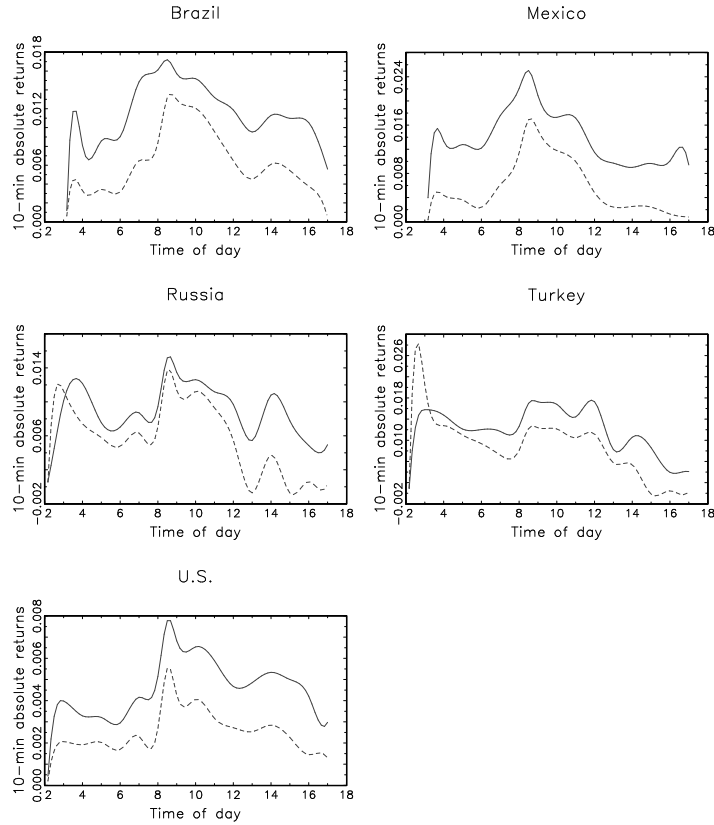 Brazil
10−min absolute returns
0.000 0.006 0.012 0.018
2 4 6 8 10 12 14 16 18
Time of day
Mexico
10−min absolute returns
0.000 0.008 0.016 0.024
2 4 6 8 10 12 14 16 18
Time of day
Russia
10−min absolute returns
−0.002 0.006 0.014
2 4 6 8 10 12 14 16 18
Time of day
Turkey
10−min absolute returns
−0.002 0.010 0.018 0.026
2 4 6 8 10 12 14 16 18
Time of day
U.S.
10−min absolute returns
0.000 0.002 0.004 0.006 0.008
2 4 6 8 10 12 14 16 18
Time of day